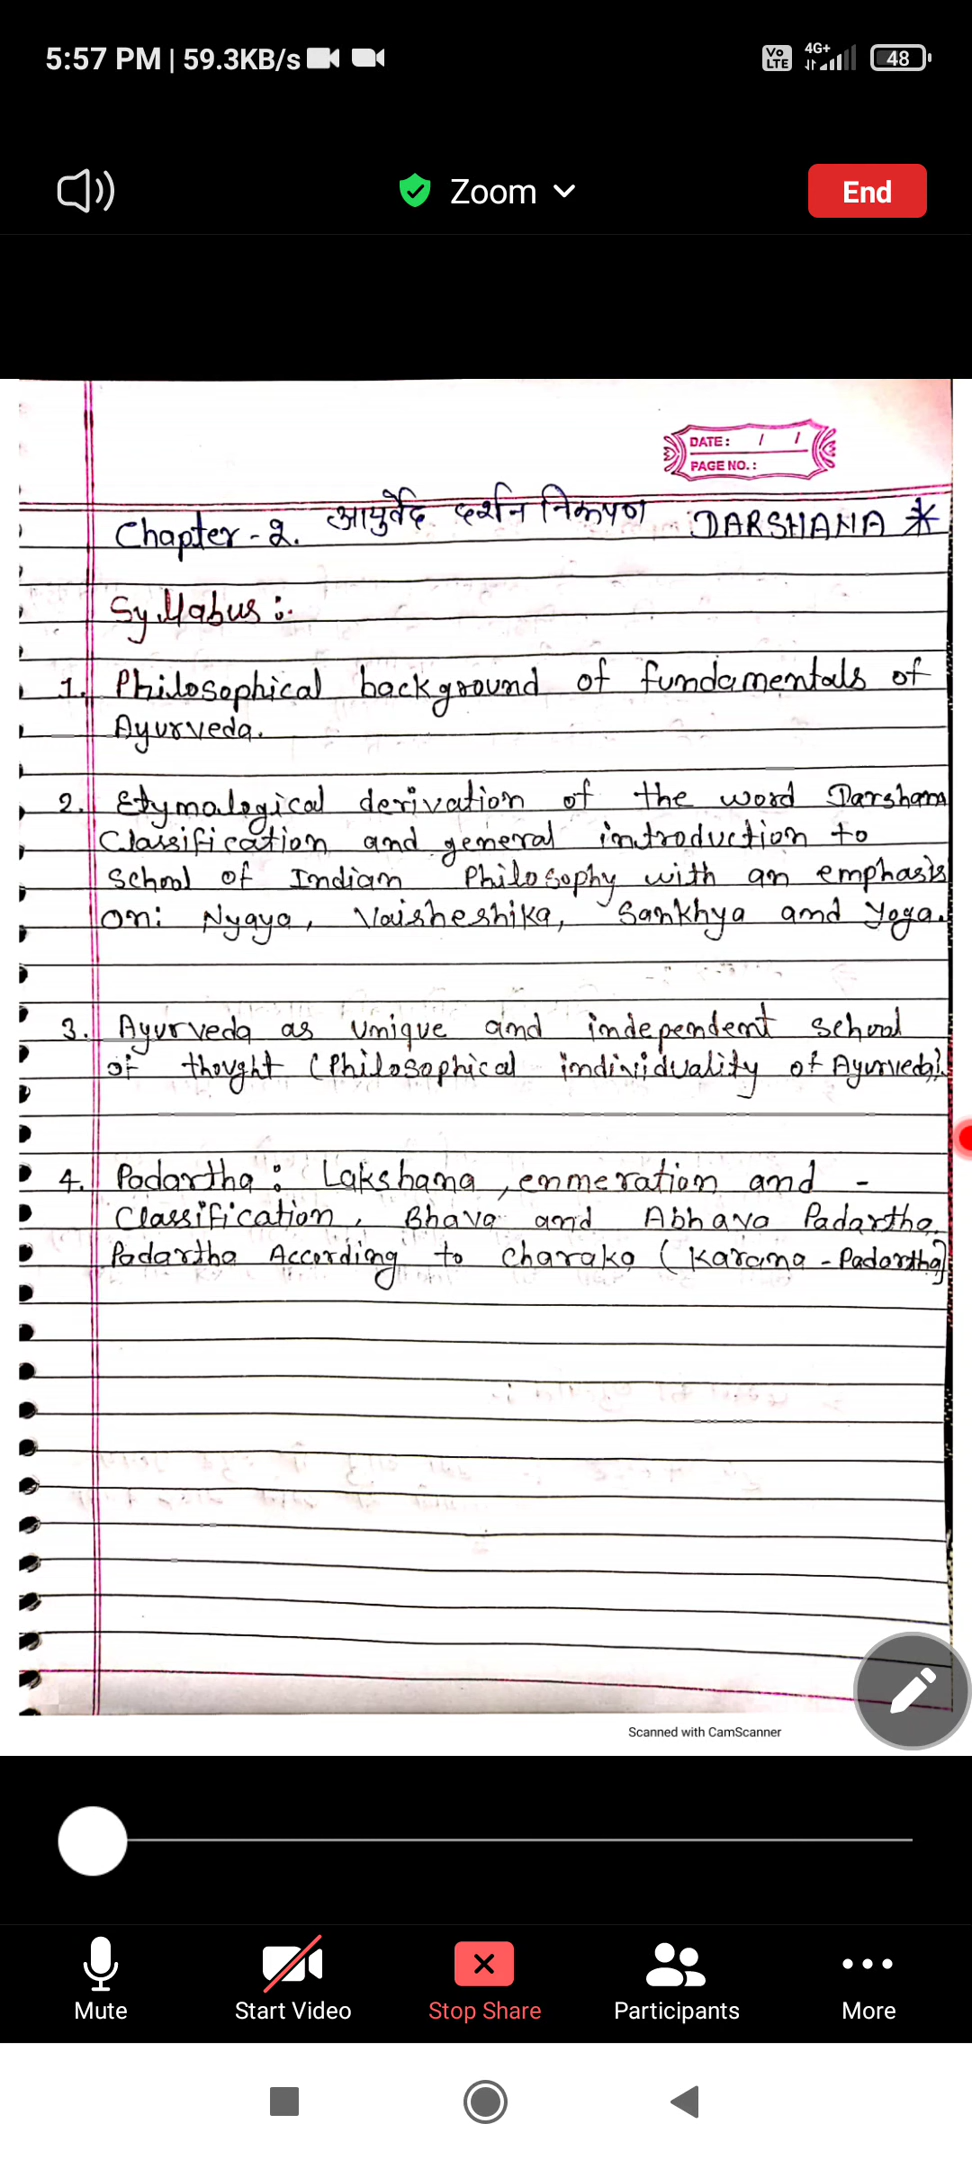 5:57 PM | 59.3KB/s
Vo LTE 4G+ 48
Zoom
End
DATE: / /
PAGE NO.:
Chapter - 2. आयुर्वेद दर्शन निरूपण DARSHANA *
Syllabus :.
1. Philosophical background of fundamentals of
Ayurveda.
2. Etymalogical derivation of the word Darshana
Classification and general introduction to
School of Indian Philosophy with an emphasis
on: Nyaya, Vaisheshika, Sankhya and Yoga.
3. Ayurveda as unique and independent school
of thought (Philosophical individuality of Ayurveda).
4. Padartha : Lakshana , enmeration and -
Classification, Bhava and Abhava Padartha,
Padartha According to Charaka (Karana - Padartha)
Scanned with CamScanner
Mute
Start Video
Stop Share
Participants
More